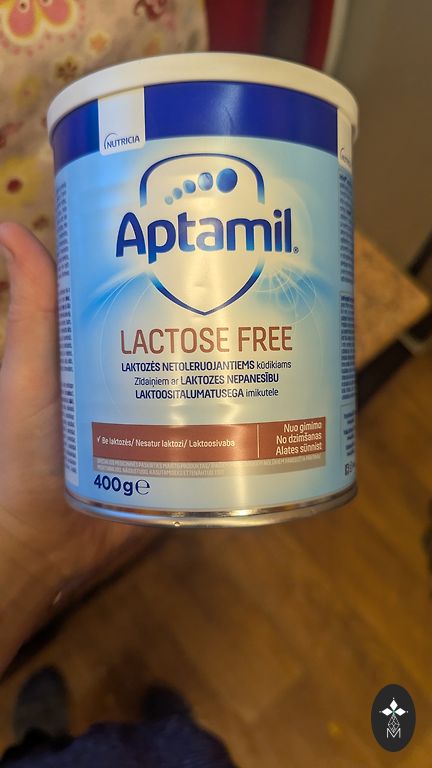 NUTRICIA
Aptamil®
LACTOSE FREE
LAKTOZĖS NETOLERUOJANTIEMS kūdikiams
Zīdaiņiem ar LAKTOZES NEPANESĪBU
LAKTOOSITALUMATUSEGA imikutele
✓ Be laktozės/ Nesatur laktozi/ Laktoosivaba
Nuo gimimo
No dzimšanas
Alates sünnist
400g℮
M